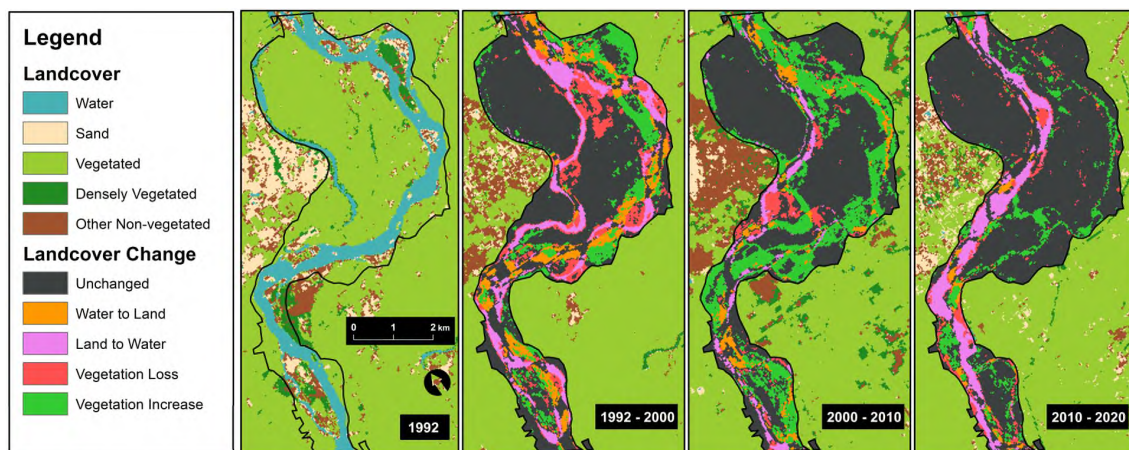 Legend
Landcover
Water
Sand
Vegetated
Densely Vegetated
Other Non-vegetated
Landcover Change
Unchanged
Water to Land
Land to Water
Vegetation Loss
Vegetation Increase
0 1 2 km
1992
1992 - 2000
2000 - 2010
2010 - 2020